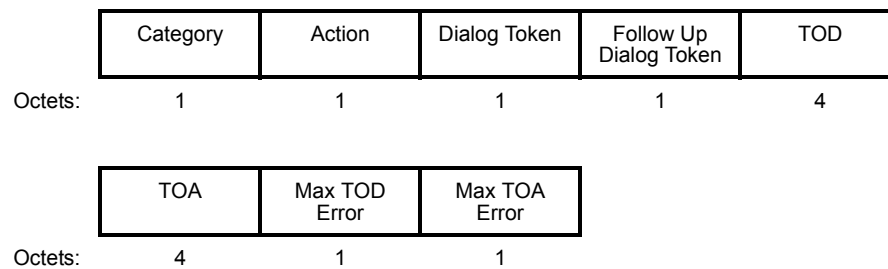 Category Action Dialog Token Follow Up Dialog Token TOD
Octets: 1 1 1 1 4
TOA Max TOD Error Max TOA Error
Octets: 4 1 1